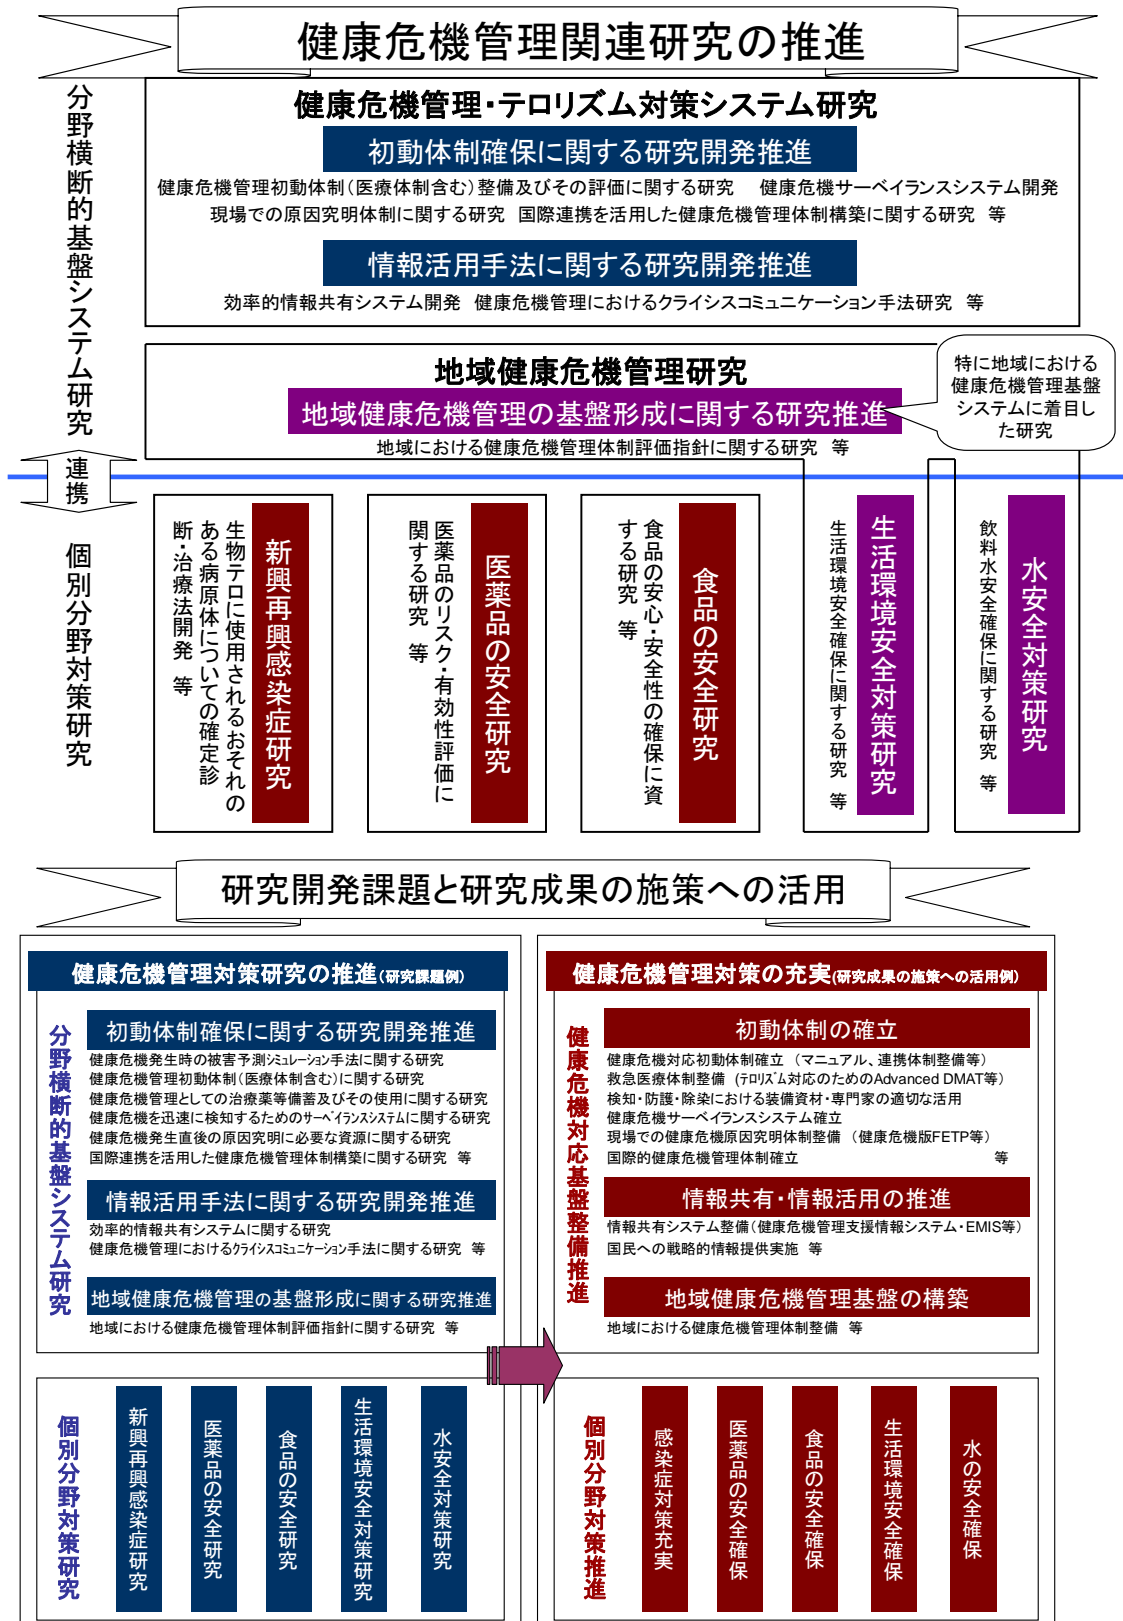 健康危機管理関連研究の推進
分野横断的基盤システム研究
健康危機管理・テロリズム対策システム研究
初動体制確保に関する研究開発推進
健康危機管理初動体制（医療体制含む）整備及びその評価に関する研究　健康危機サーベイランスシステム開発
現場での原因究明体制に関する研究　国際連携を活用した健康危機管理体制構築に関する研究　等
情報活用手法に関する研究開発推進
効率的情報共有システム開発　健康危機管理におけるクライシスコミュニケーション手法研究　等
地域健康危機管理研究
地域健康危機管理の基盤形成に関する研究推進
地域における健康危機管理体制評価指針に関する研究　等
特に地域における
健康危機管理基盤
システムに着目し
た研究
連携
個別分野対策研究
新興再興感染症研究
生物テロに使用されるおそれの
ある病原体についての確定診
断・治療法開発　等
医薬品の安全研究
医薬品のリスク・有効性評価に
関する研究　等
食品の安全研究
食品の安心・安全性の確保に資
する研究　等
生活環境安全対策研究
生活環境安全確保に関する研究　等
水安全対策研究
飲料水安全確保に関する研究　等
研究開発課題と研究成果の施策への活用
健康危機管理対策研究の推進(研究課題例)
分野横断的基盤システム研究
初動体制確保に関する研究開発推進
健康危機発生時の被害予測ｼﾐｭﾚｰｼｮﾝ手法に関する研究
健康危機管理初動体制（医療体制含む）に関する研究
健康危機管理としての治療薬等備蓄及びその使用に関する研究
健康危機を迅速に検知するためのｻｰﾍﾞｲﾗﾝｽｼｽﾃﾑに関する研究
健康危機発生直後の原因究明に必要な資源に関する研究
国際連携を活用した健康危機管理体制構築に関する研究　等
情報活用手法に関する研究開発推進
効率的情報共有システムに関する研究
健康危機管理におけるｸﾗｲｼｽｺﾐｭﾆｹｰｼｮﾝ手法に関する研究　等
地域健康危機管理の基盤形成に関する研究推進
地域における健康危機管理体制評価指針に関する研究　等
個別分野対策研究
新興再興感染症研究
医薬品の安全研究
食品の安全研究
生活環境安全対策研究
水安全対策研究
健康危機管理対策の充実(研究成果の施策への活用例)
健康危機対応基盤整備推進
初動体制の確立
健康危機対応初動体制確立　（マニュアル、連携体制整備等）
救急医療体制整備　(ﾃﾛﾘｽﾞﾑ対応のためのAdvanced DMAT等）
検知・防護・除染における装備資材・専門家の適切な活用
健康危機サーベイランスシステム確立
現場での健康危機原因究明体制整備　（健康危機版FETP等）
国際的健康危機管理体制確立　等
情報共有・情報活用の推進
情報共有システム整備（健康危機管理支援情報システム・EMIS等）
国民への戦略的情報提供実施　等
地域健康危機管理基盤の構築
地域における健康危機管理体制整備　等
個別分野対策推進
感染症対策充実
医薬品の安全確保
食品の安全確保
生活環境安全確保
水の安全確保